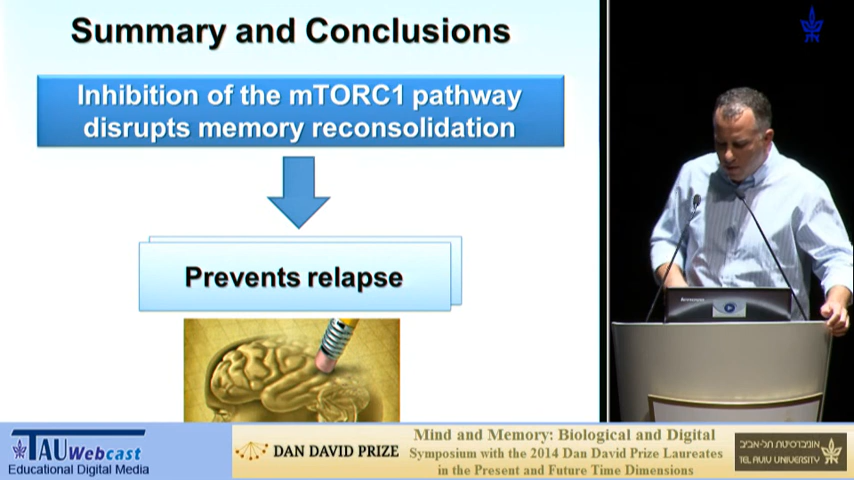 Summary and Conclusions
Inhibition of the mTORC1 pathway
disrupts memory reconsolidation
Prevents relapse
TAU Webcast
Educational Digital Media
DAN DAVID PRIZE
Mind and Memory: Biological and Digital
Symposium with the 2014 Dan David Prize Laureates
in the Present and Future Time Dimensions
אוניברסיטת תל-אביב
TEL AVIV UNIVERSITY